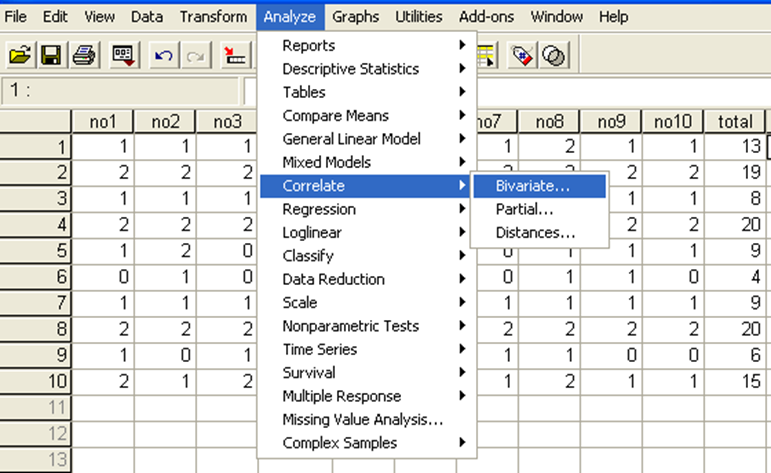 File Edit View Data Transform Analyze Graphs Utilities Add-ons Window Help
1 :
Reports
Descriptive Statistics
Tables
Compare Means
General Linear Model
Mixed Models
Correlate
Regression
Loglinear
Classify
Data Reduction
Scale
Nonparametric Tests
Time Series
Survival
Multiple Response
Missing Value Analysis...
Complex Samples
Bivariate...
Partial...
Distances...
no1 no2 no3 no7 no8 no9 no10 total
1 1 1 1 1 2 1 1 13
2 2 2 2 2 2 2 2 19
3 1 1 1 1 1 8
4 2 2 2 2 2 20
5 1 2 0 0 1 1 1 9
6 0 1 0 0 1 1 0 4
7 1 1 1 1 1 1 1 9
8 2 2 2 2 2 2 2 20
9 1 0 1 1 1 0 0 6
10 2 1 2 1 2 1 1 15
11
12
13